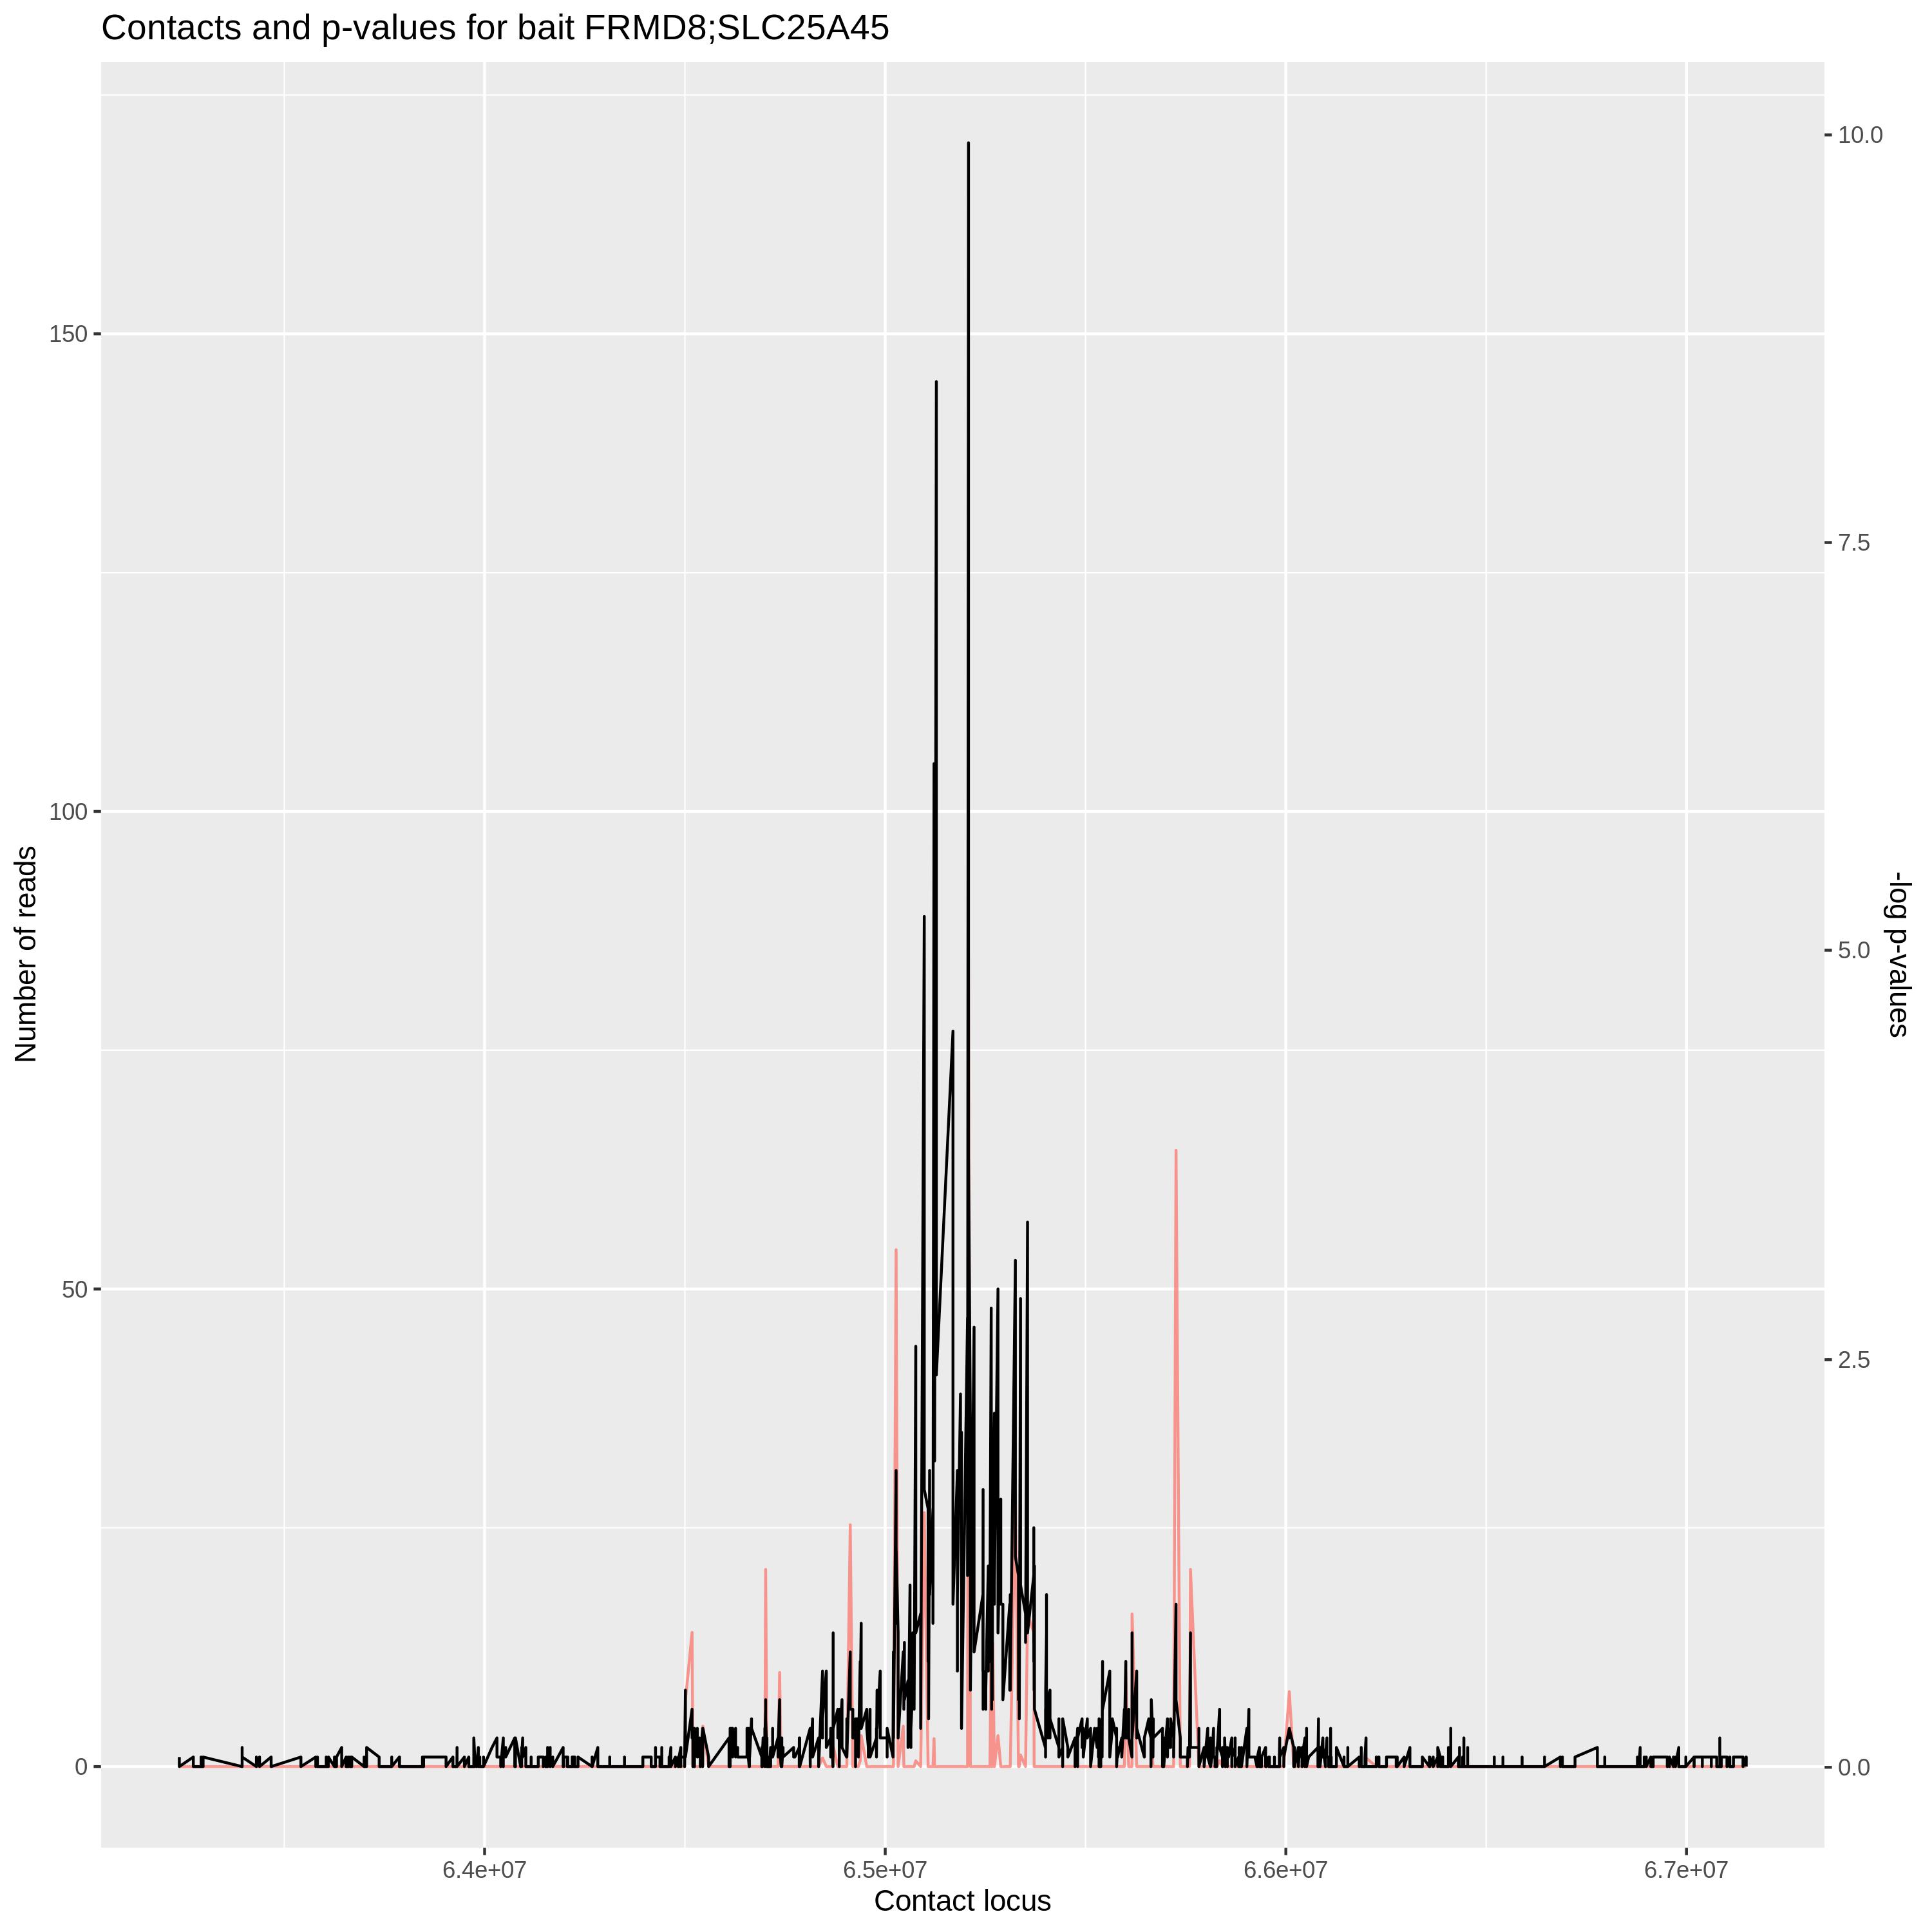 Contacts and p-values for bait FRMD8;SLC25A45
150
100
50
0
Number of reads
10.0
7.5
5.0
2.5
0.0
-log p-values
6.4e+07 6.5e+07 6.6e+07 6.7e+07
Contact locus